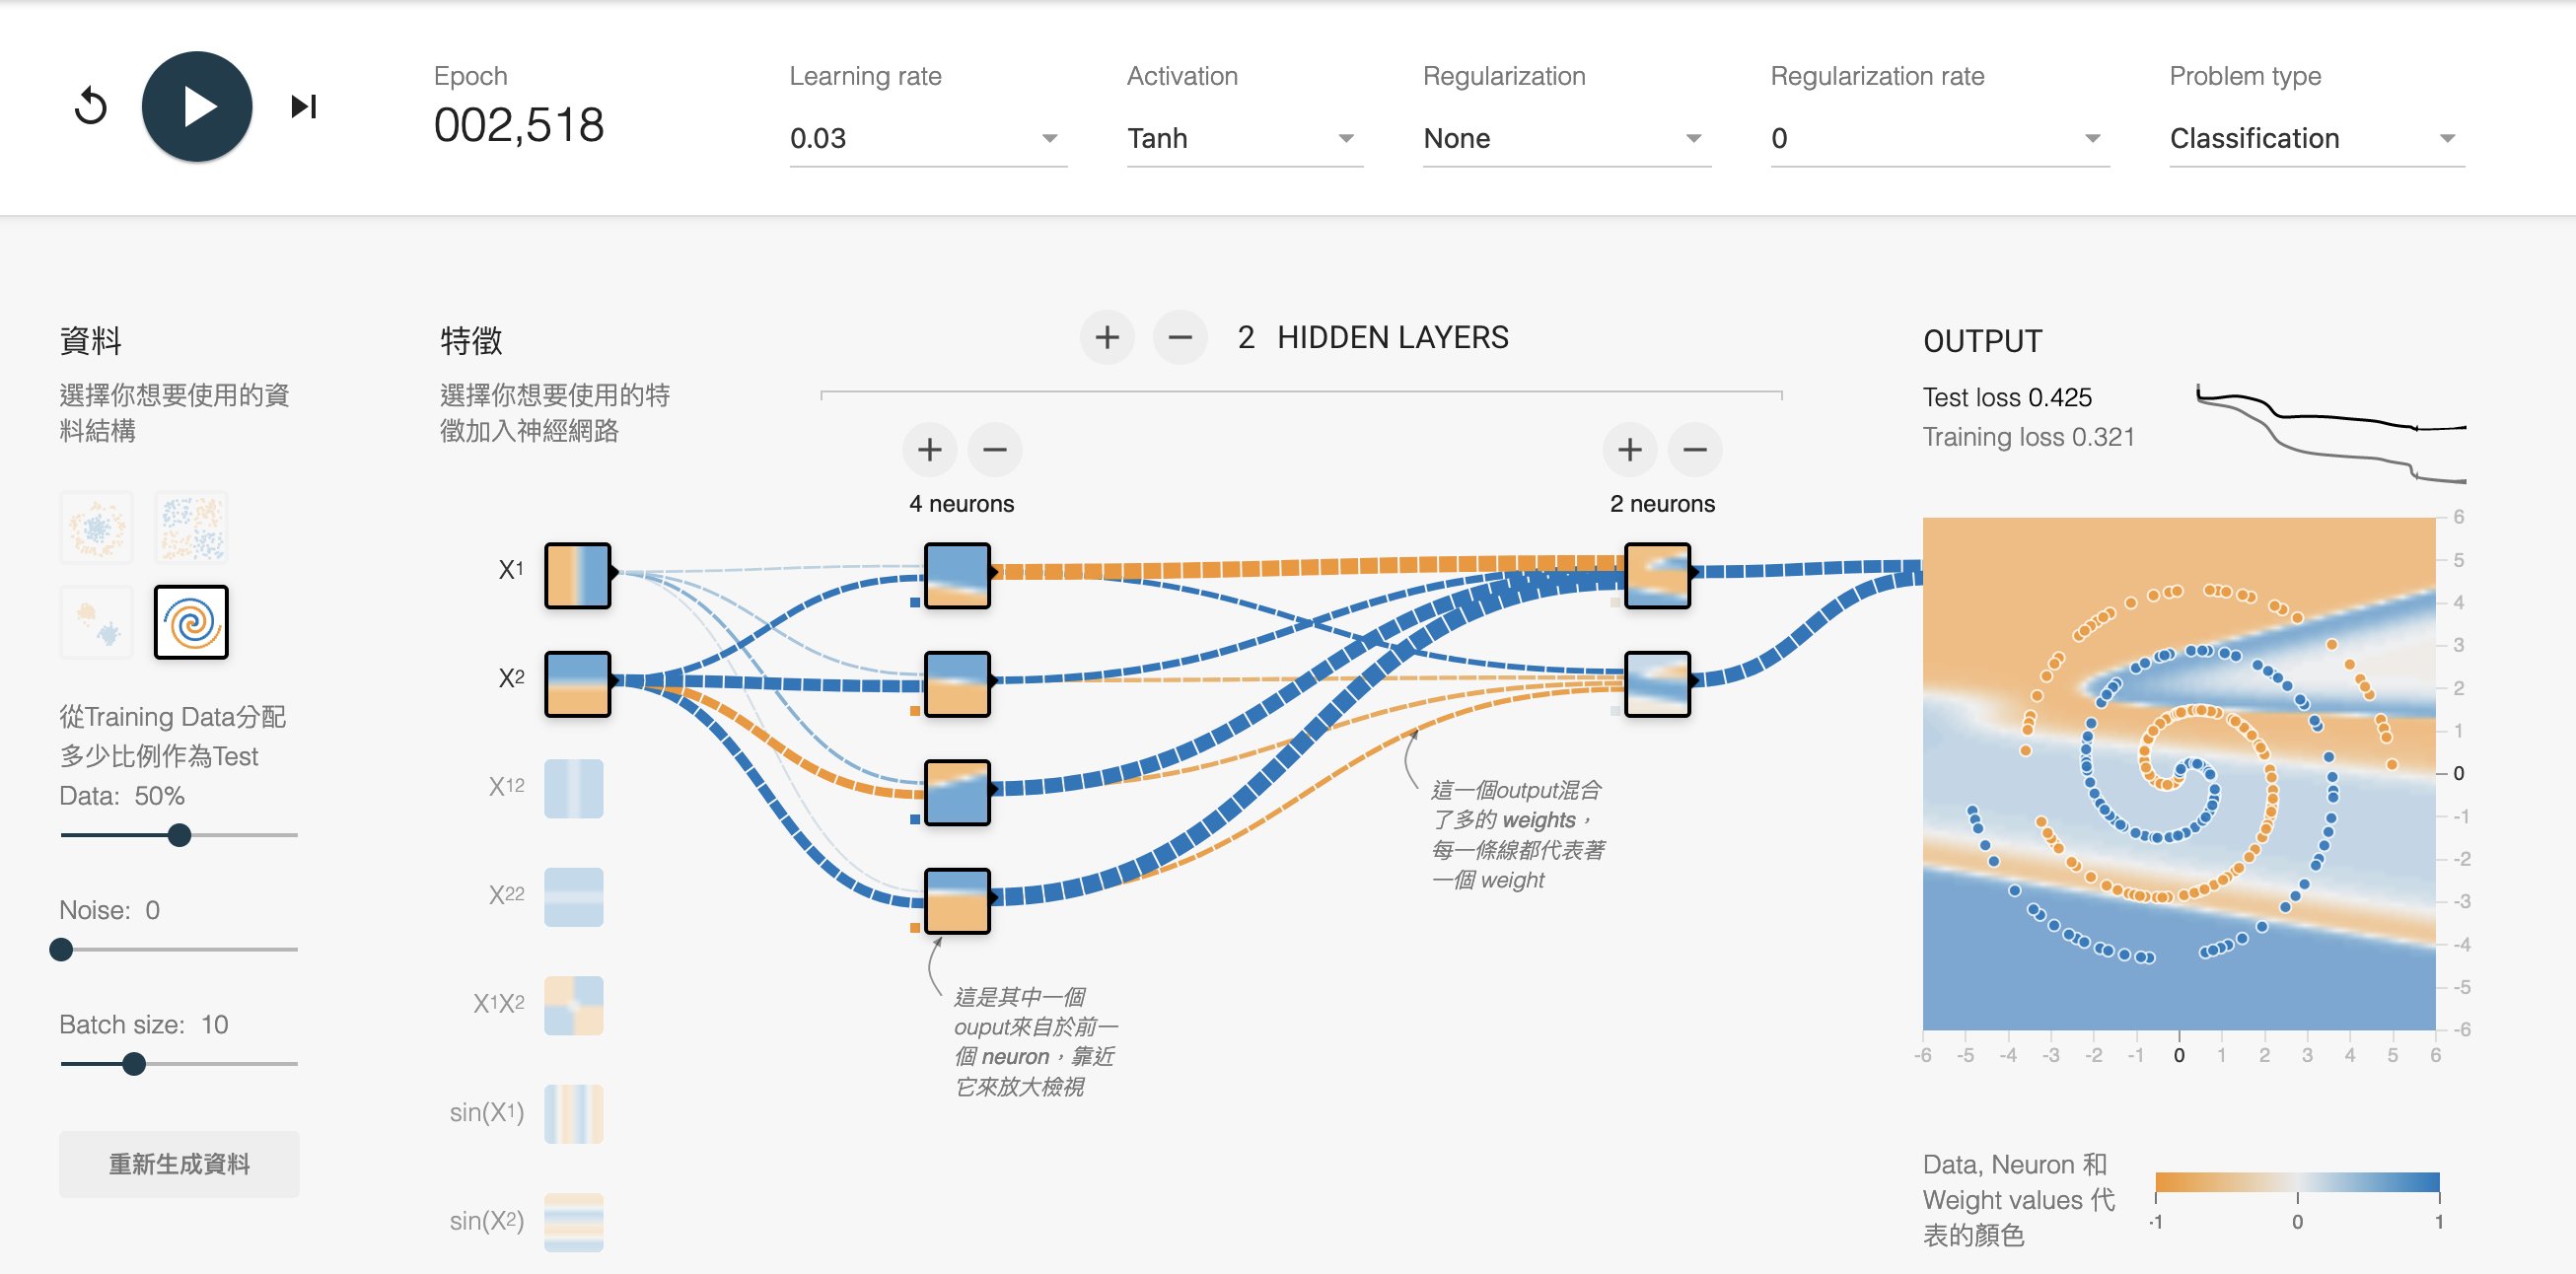 Epoch
002,518
Learning rate
0.03
Activation
Tanh
Regularization
None
Regularization rate
0
Problem type
Classification
資料
選擇你想要使用的資
料結構
從Training Data分配
多少比例作為Test
Data: 50%
Noise: 0
Batch size: 10
重新生成資料
特徵
選擇你想要使用的特
徵加入神經網路
X1
X2
X12
X22
X1X2
sin(X1)
sin(X2)
2 HIDDEN LAYERS
4 neurons
2 neurons
這一個output混合
了多的 weights，
每一條線都代表著
一個 weight
這是其中一個
ouput來自於前一
個 neuron，靠近
它來放大檢視
OUTPUT
Test loss 0.425
Training loss 0.321
6
5
4
3
2
1
0
-1
-2
-3
-4
-5
-6
-6 -5 -4 -3 -2 -1 0 1 2 3 4 5 6
Data, Neuron 和
Weight values 代
表的顏色
-1 0 1